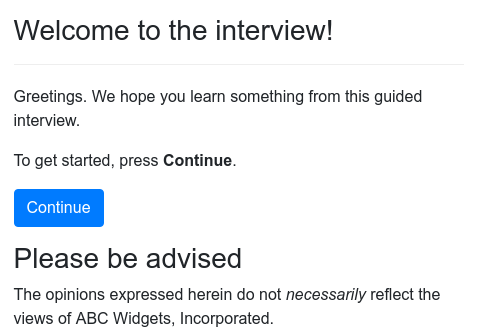 Welcome to the interview!
Greetings. We hope you learn something from this guided
interview.
To get started, press Continue.
Continue
Please be advised
The opinions expressed herein do not necessarily reflect the
views of ABC Widgets, Incorporated.